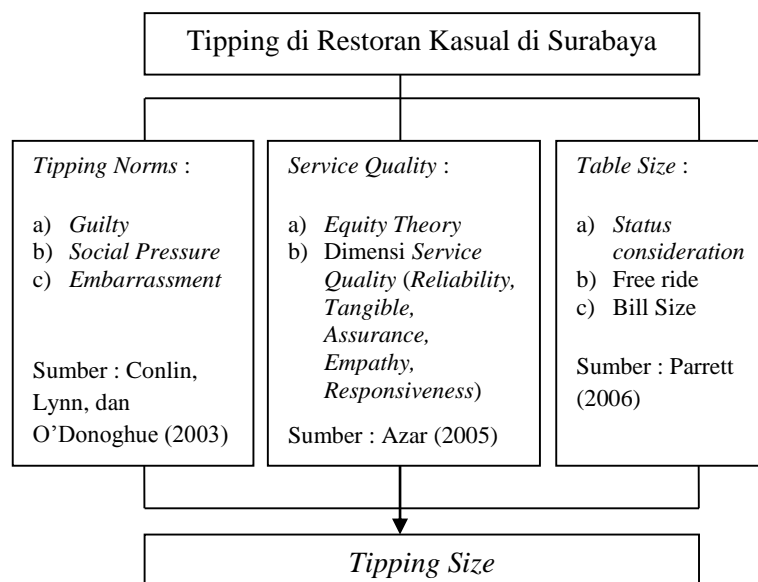 Tipping di Restoran Kasual di Surabaya
Tipping Norms :
a) Guilty
b) Social Pressure
c) Embarrassment
Sumber : Conlin,
Lynn, dan
O’Donoghue (2003)
Service Quality :
a) Equity Theory
b) Dimensi Service
Quality (Reliability,
Tangible,
Assurance,
Empathy,
Responsiveness)
Sumber : Azar (2005)
Table Size :
a) Status
consideration
b) Free ride
c) Bill Size
Sumber : Parrett
(2006)
Tipping Size